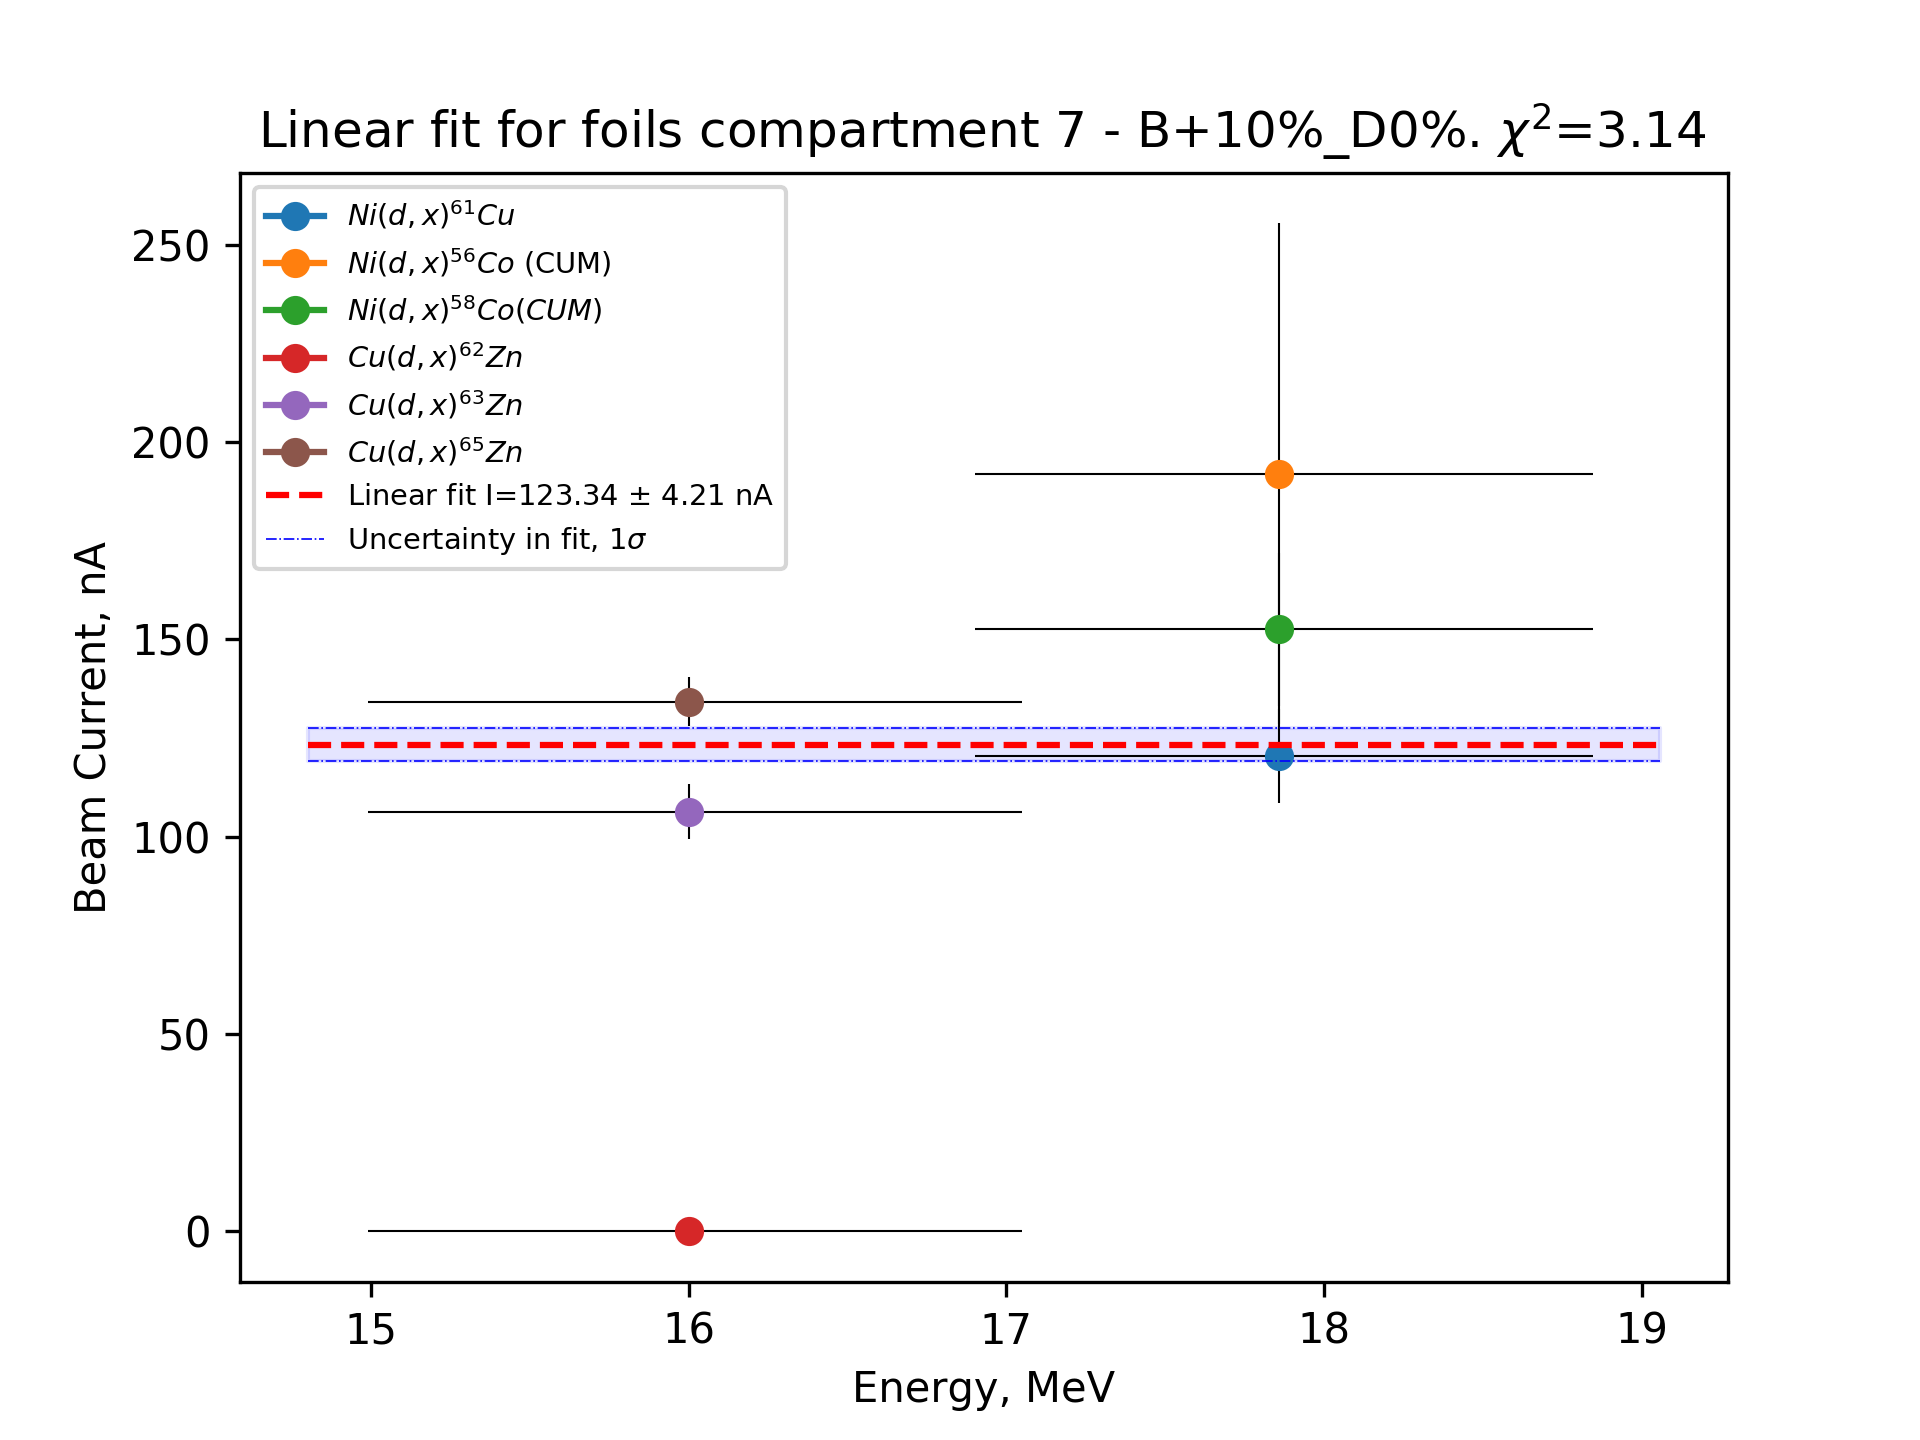 Linear fit for foils compartment 7 - B+10%_D0%. χ²=3.14
Ni(d, x)⁶¹Cu
Ni(d, x)⁵⁶Co (CUM)
Ni(d, x)⁵⁸Co(CUM)
Cu(d, x)⁶²Zn
Cu(d, x)⁶³Zn
Cu(d, x)⁶⁵Zn
Linear fit I=123.34 ± 4.21 nA
Uncertainty in fit, 1σ
Beam Current, nA
250
200
150
100
50
0
15 16 17 18 19
Energy, MeV